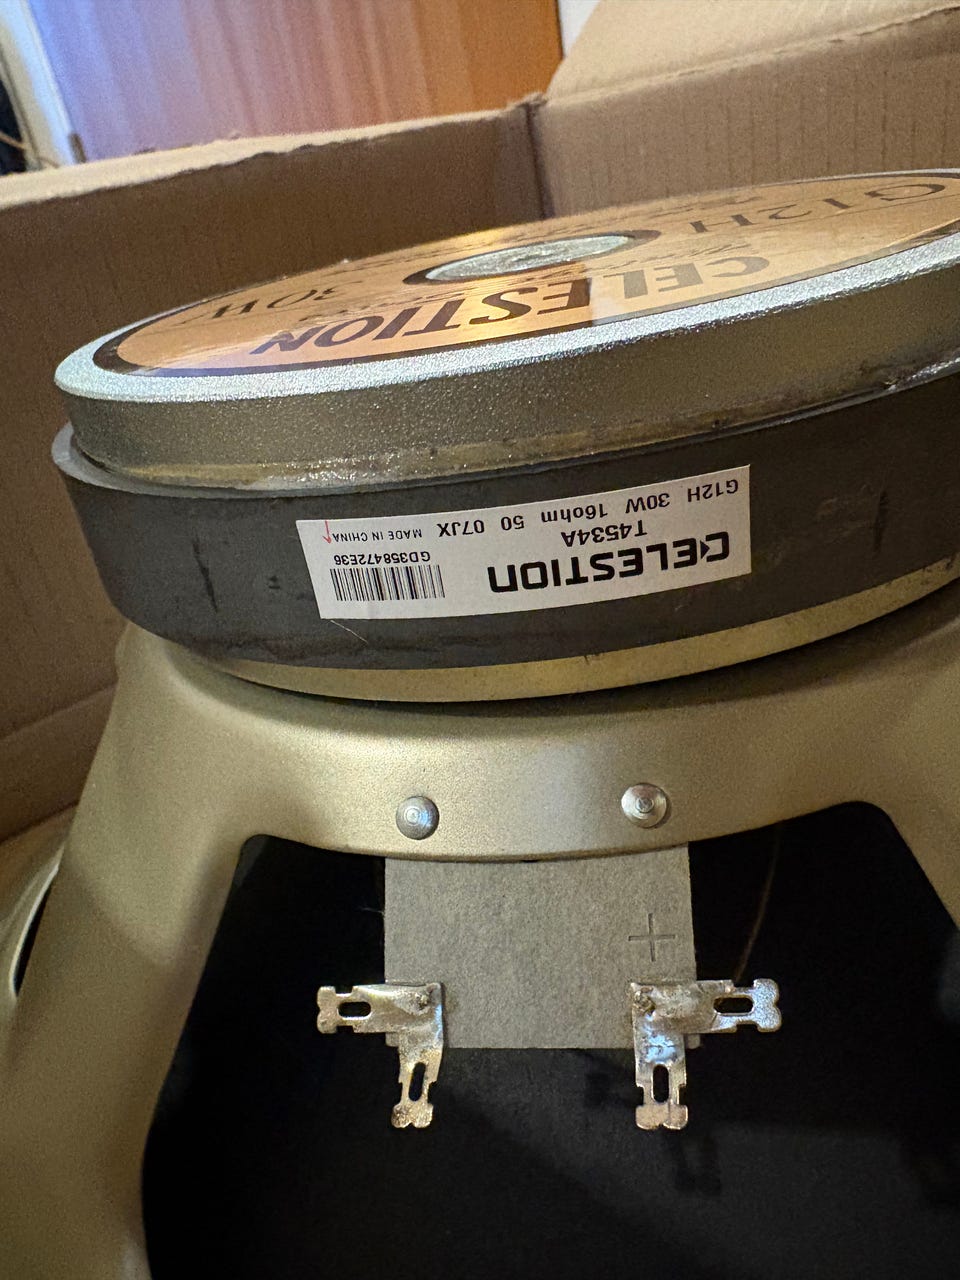 G12H
CELESTION
30W
CELESTION
T4534A
G12H 30W 16ohm 50 07JX
GD358472E36
MADE IN CHINA
+